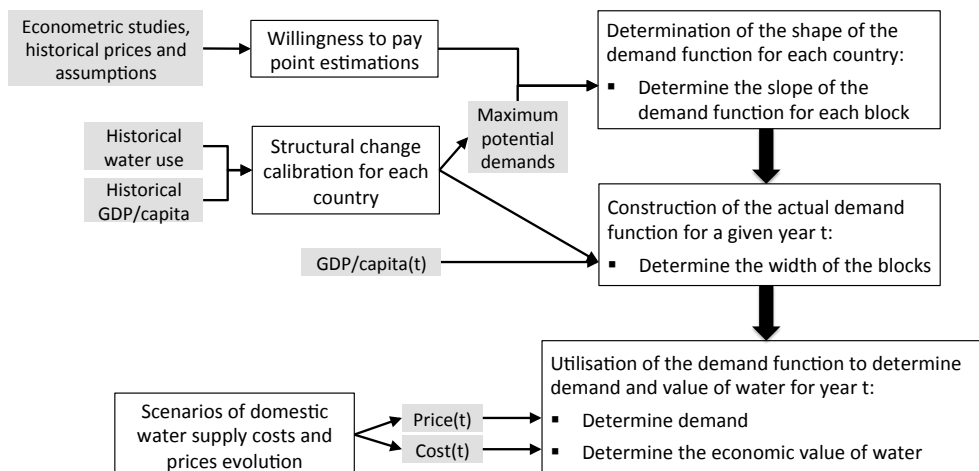 Econometric studies,
historical prices and
assumptions
Willingness to pay
point estimations
Determination of the shape of the
demand function for each country:
▪ Determine the slope of the
demand function for each block
Maximum
potential
demands
Historical
water use
Historical
GDP/capita
Structural change
calibration for each
country
Construction of the actual demand
function for a given year t:
▪ Determine the width of the blocks
GDP/capita(t)
Utilisation of the demand function to determine
demand and value of water for year t:
▪ Determine demand
▪ Determine the economic value of water
Scenarios of domestic
water supply costs and
prices evolution
Price(t)
Cost(t)